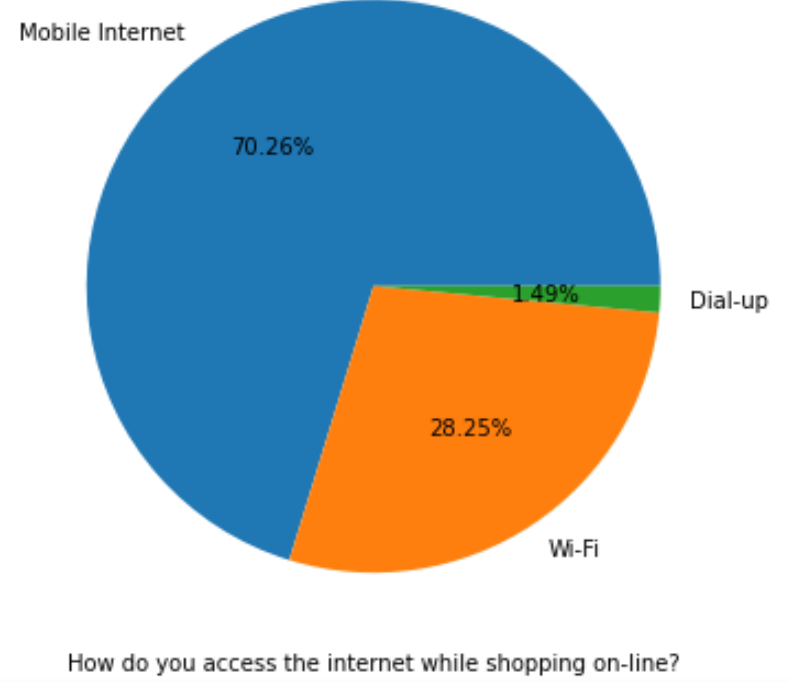 Mobile Internet
70.26%
1.49%
Dial-up
28.25%
Wi-Fi
How do you access the internet while shopping on-line?